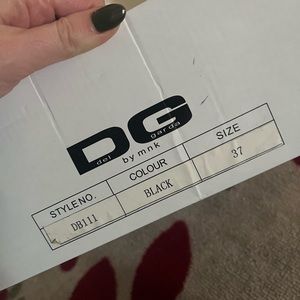 DG
del garda
by mnk
STYLE NO. COLOUR SIZE
DB111 BLACK 37